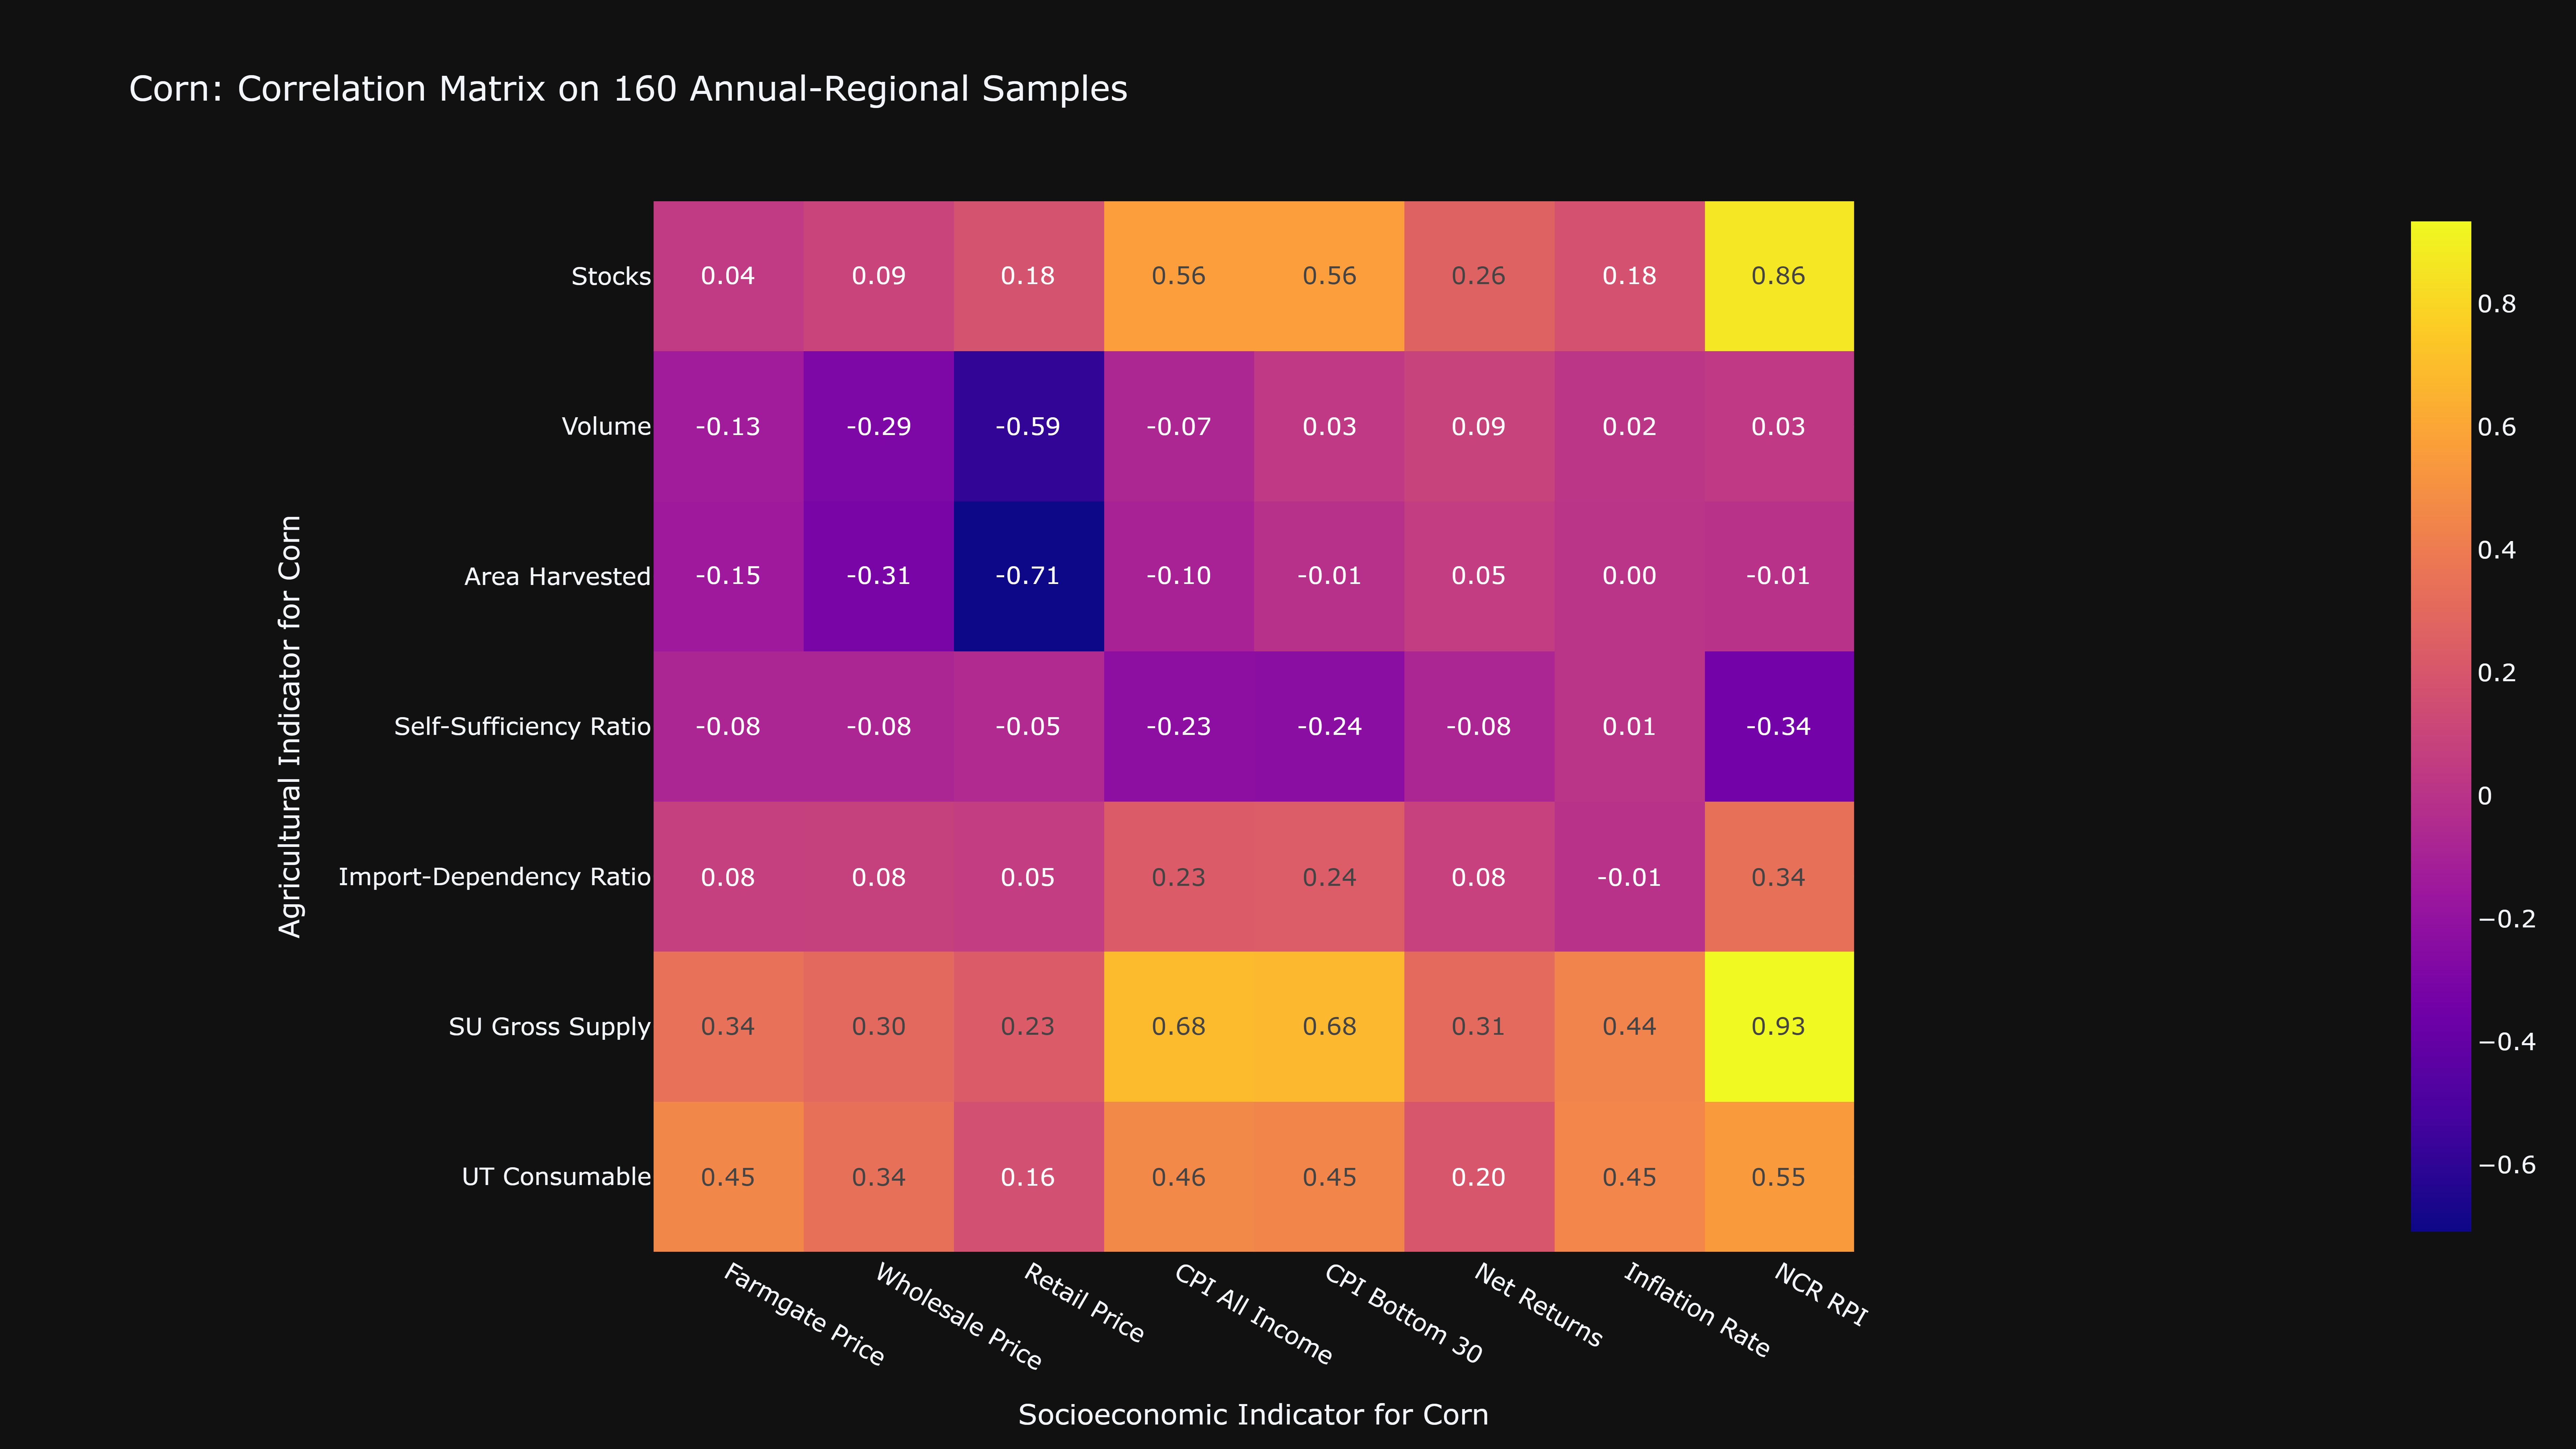 Corn: Correlation Matrix on 160 Annual-Regional Samples
Stocks 0.04 0.09 0.18 0.56 0.56 0.26 0.18 0.86
Volume -0.13 -0.29 -0.59 -0.07 0.03 0.09 0.02 0.03
Area Harvested -0.15 -0.31 -0.71 -0.10 -0.01 0.05 0.00 -0.01
Self-Sufficiency Ratio -0.08 -0.08 -0.05 -0.23 -0.24 -0.08 0.01 -0.34
Import-Dependency Ratio 0.08 0.08 0.05 0.23 0.24 0.08 -0.01 0.34
SU Gross Supply 0.34 0.30 0.23 0.68 0.68 0.31 0.44 0.93
UT Consumable 0.45 0.34 0.16 0.46 0.45 0.20 0.45 0.55
Agricultural Indicator for Corn
Farmgate Price
Wholesale Price
Retail Price
CPI All Income
CPI Bottom 30
Net Returns
Inflation Rate
NCR RPI
Socioeconomic Indicator for Corn
0.8
0.6
0.4
0.2
0
−0.2
−0.4
−0.6